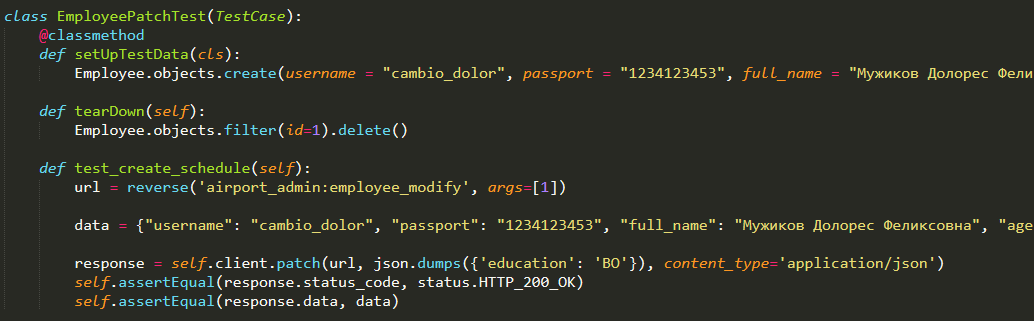 class EmployeePatchTest(TestCase):
@classmethod
def setUpTestData(cls):
Employee.objects.create(username = "cambio_dolor", passport = "1234123453", full_name = "Мужиков Долорес Фели
def tearDown(self):
Employee.objects.filter(id=1).delete()
def test_create_schedule(self):
url = reverse('airport_admin:employee_modify', args=[1])
data = {"username": "cambio_dolor", "passport": "1234123453", "full_name": "Мужиков Долорес Феликсовна", "age
response = self.client.patch(url, json.dumps({'education': 'ВО'}), content_type='application/json')
self.assertEqual(response.status_code, status.HTTP_200_OK)
self.assertEqual(response.data, data)